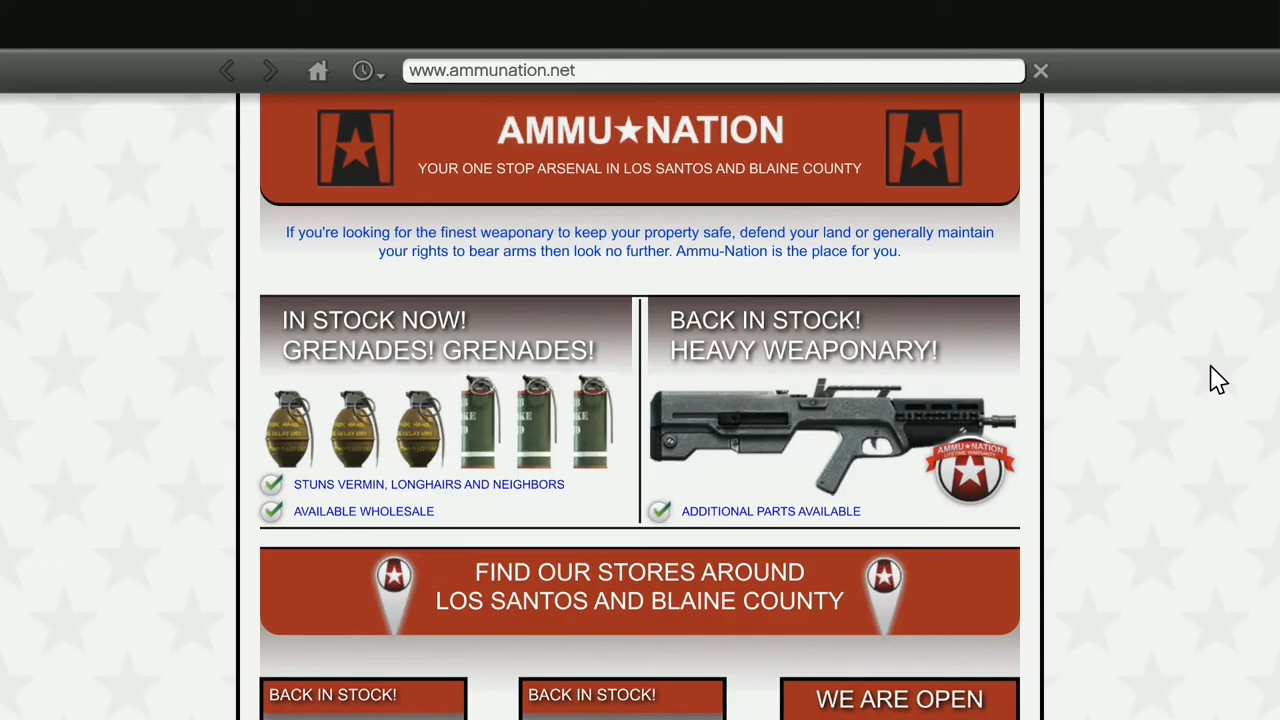 www.ammunation.net
AMMU★NATION
YOUR ONE STOP ARSENAL IN LOS SANTOS AND BLAINE COUNTY
If you're looking for the finest weaponary to keep your property safe, defend your land or generally maintain
your rights to bear arms then look no further. Ammu-Nation is the place for you.
IN STOCK NOW!
GRENADES! GRENADES!
STUNS VERMIN, LONGHAIRS AND NEIGHBORS
AVAILABLE WHOLESALE
BACK IN STOCK!
HEAVY WEAPONARY!
AMMU★NATION
LIFETIME WARRANTY
ADDITIONAL PARTS AVAILABLE
FIND OUR STORES AROUND
LOS SANTOS AND BLAINE COUNTY
BACK IN STOCK!
BACK IN STOCK!
WE ARE OPEN